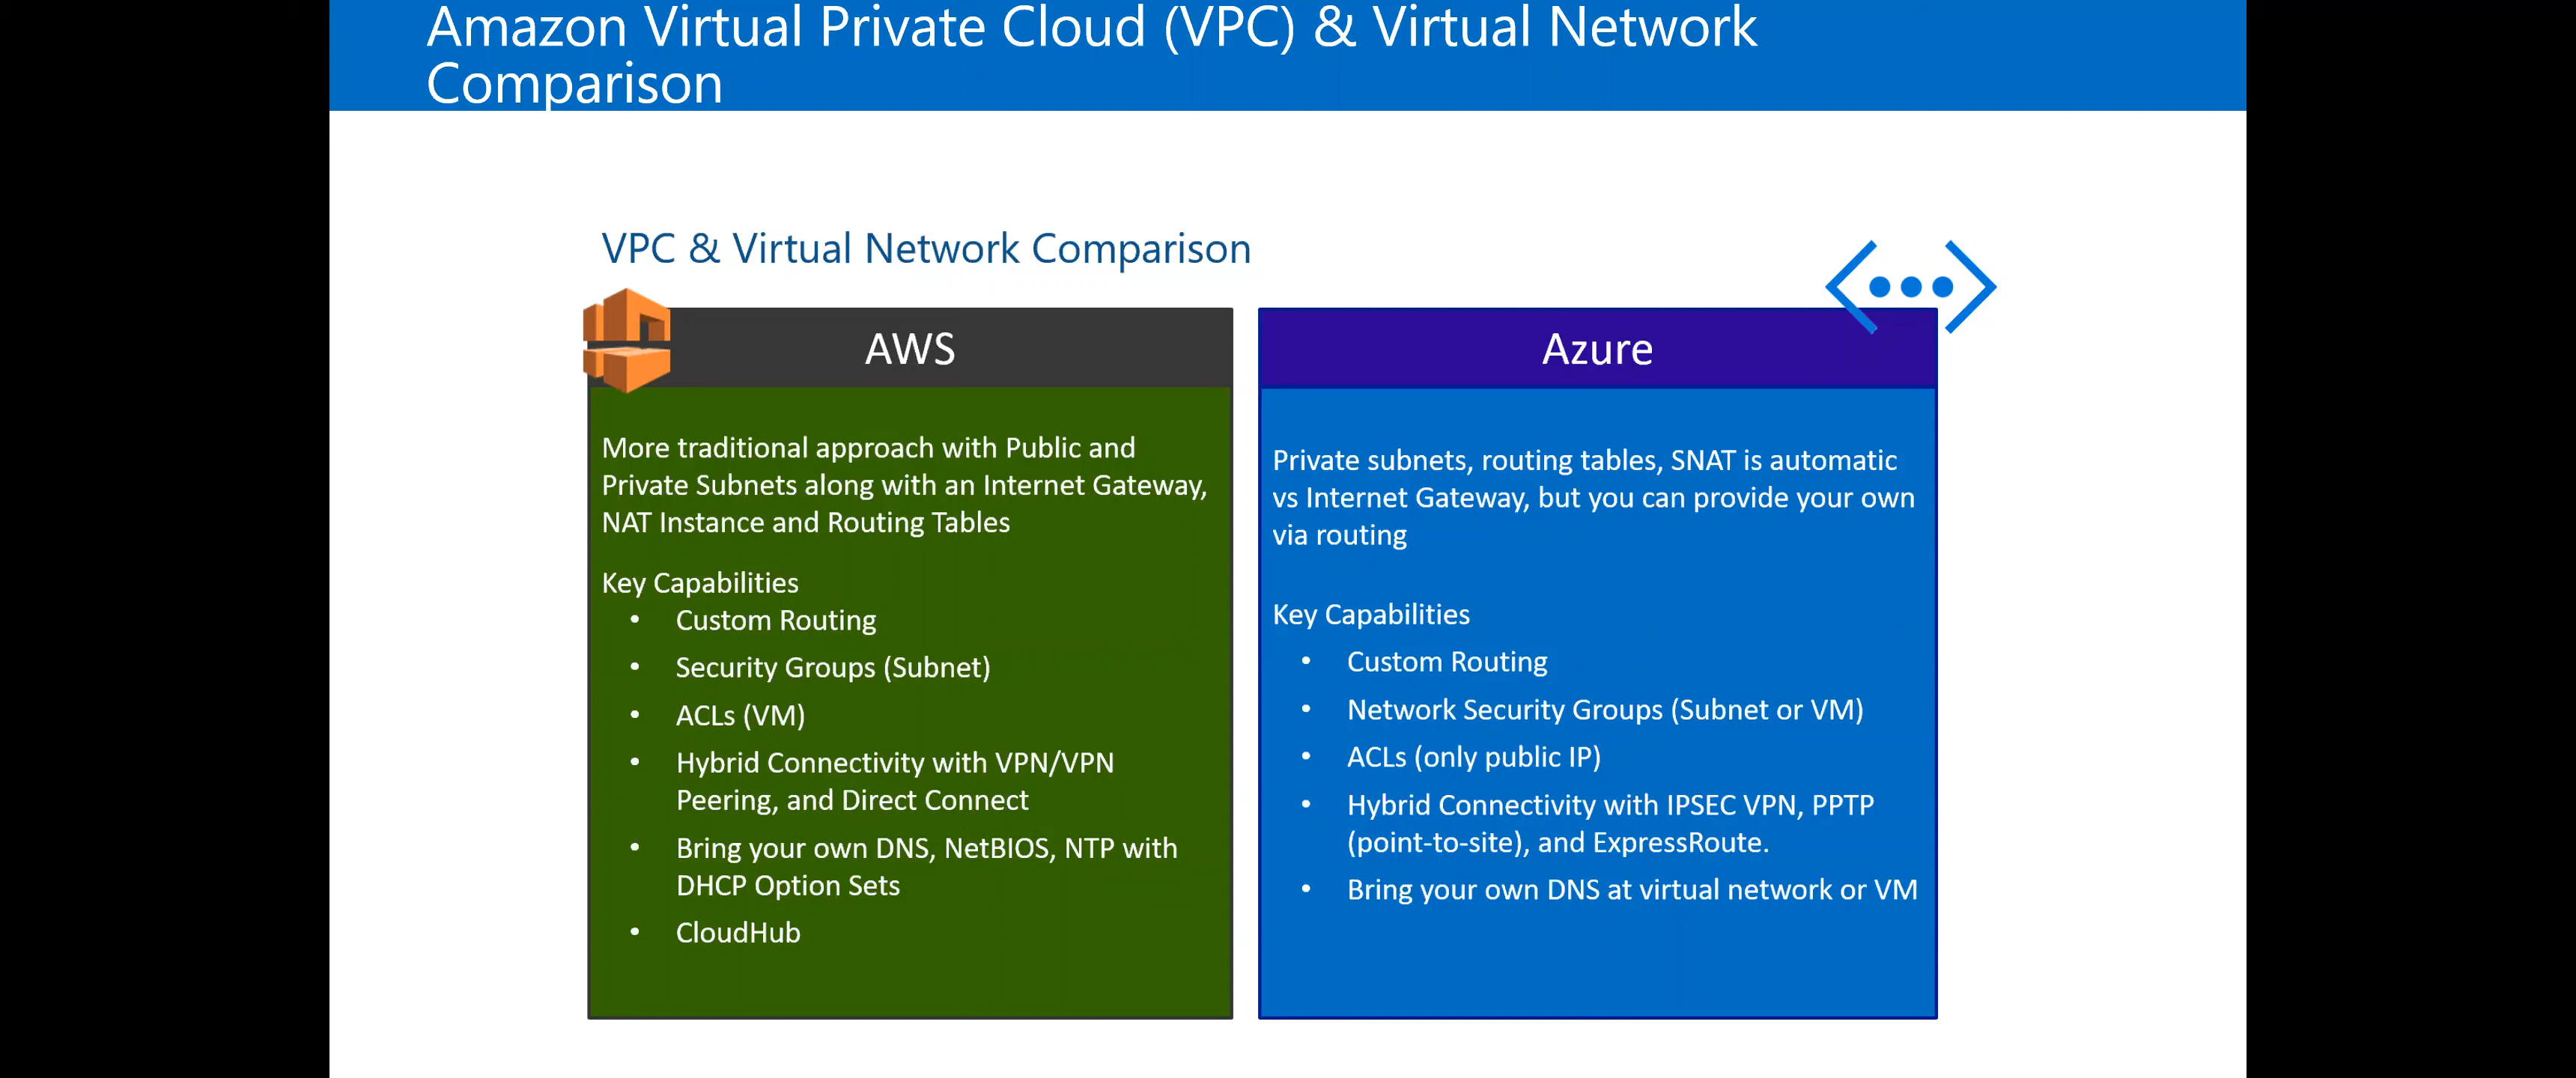 Amazon Virtual Private Cloud (VPC) & Virtual Network
Comparison
VPC & Virtual Network Comparison
AWS
More traditional approach with Public and
Private Subnets along with an Internet Gateway,
NAT Instance and Routing Tables
Key Capabilities
• Custom Routing
• Security Groups (Subnet)
• ACLs (VM)
• Hybrid Connectivity with VPN/VPN
Peering, and Direct Connect
• Bring your own DNS, NetBIOS, NTP with
DHCP Option Sets
• CloudHub
Azure
Private subnets, routing tables, SNAT is automatic
vs Internet Gateway, but you can provide your own
via routing
Key Capabilities
• Custom Routing
• Network Security Groups (Subnet or VM)
• ACLs (only public IP)
• Hybrid Connectivity with IPSEC VPN, PPTP
(point-to-site), and ExpressRoute.
• Bring your own DNS at virtual network or VM